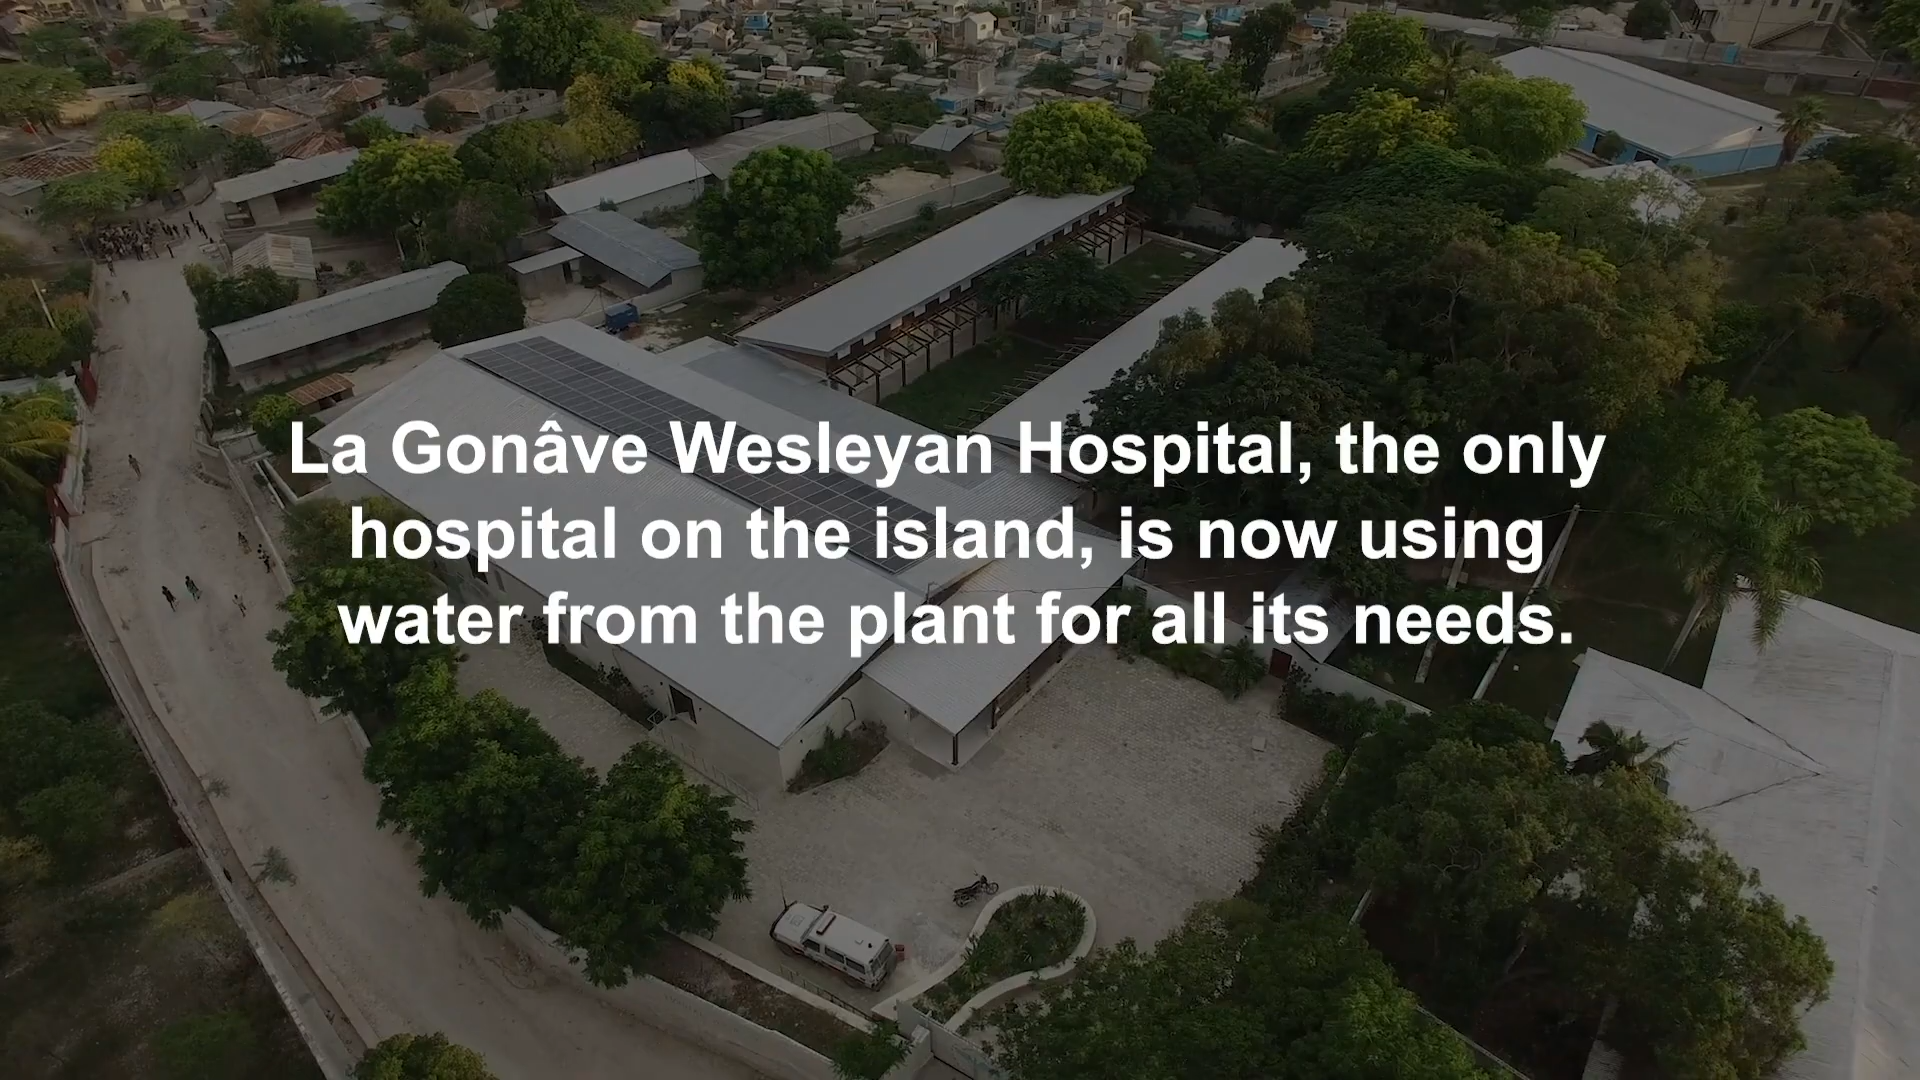 La Gonâve Wesleyan Hospital, the only
hospital on the island, is now using
water from the plant for all its needs.